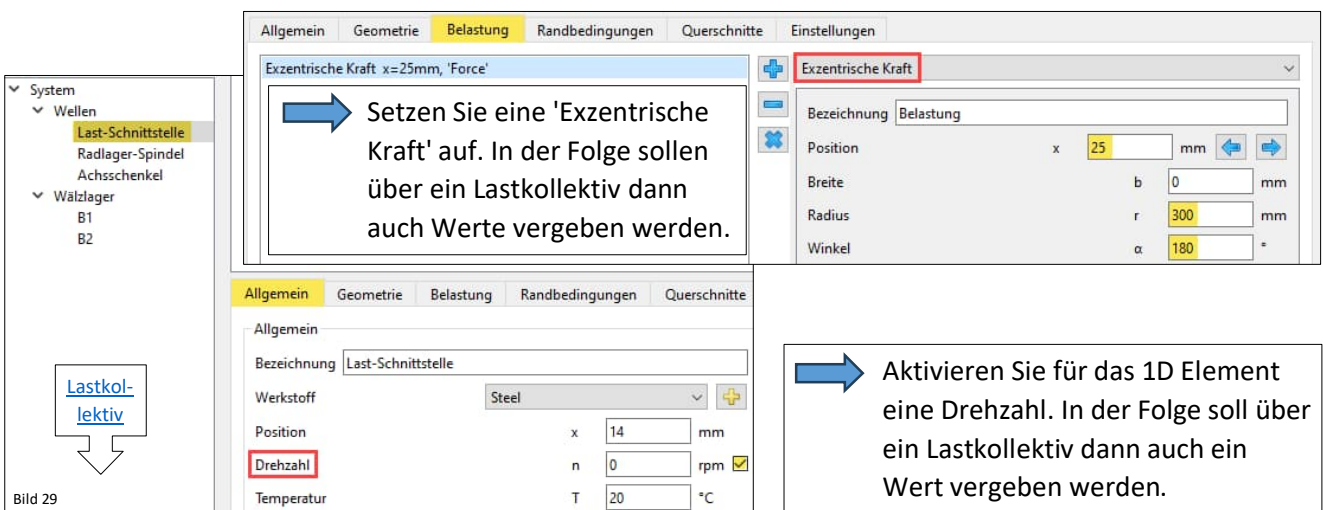 Allgemein Geometrie Belastung Randbedingungen Querschnitte Einstellungen
Exzentrische Kraft x=25mm, 'Force'
Exzentrische Kraft
Setzen Sie eine 'Exzentrische
Kraft' auf. In der Folge sollen
über ein Lastkollektiv dann
auch Werte vergeben werden.
Bezeichnung Belastung
Position x 25 mm
Breite b 0 mm
Radius r 300 mm
Winkel α 180 °
System
Wellen
Last-Schnittstelle
Radlager-Spindel
Achsschenkel
Wälzlager
B1
B2
Lastkol-
lektiv
Bild 29
Allgemein Geometrie Belastung Randbedingungen Querschnitte
Allgemein
Bezeichnung Last-Schnittstelle
Werkstoff Steel
Position x 14 mm
Drehzahl n 0 rpm
Temperatur T 20 °C
Aktivieren Sie für das 1D Element
eine Drehzahl. In der Folge soll über
ein Lastkollektiv dann auch ein
Wert vergeben werden.